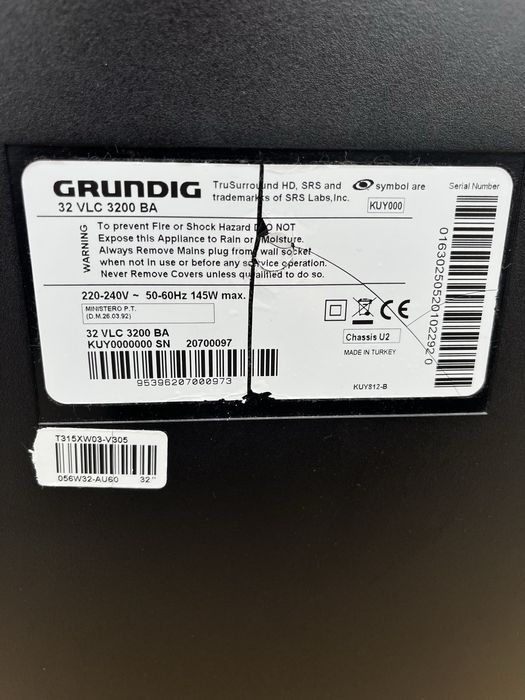 GRUNDIG
32 VLC 3200 BA
TruSurround HD, SRS and symbol are
trademarks of SRS Labs,Inc.
KUY000
Serial Number
WARNING
To prevent Fire or Shock Hazard DO NOT
Expose this Appliance to Rain or Moisture.
Always Remove Mains plug from wall socket
when not in use or before any service operation.
Never Remove Covers unless qualified to do so.
220-240V ~ 50-60Hz 145W max.
MINISTERO P.T.
(D.M.26.03.92)
32 VLC 3200 BA
KUY0000000 SN 20700097
95396207000973
CE
Chassis U2
MADE IN TURKEY
KUY812-B
01630250520102292 0
T315XW03-V305
056W32-AU60 32"